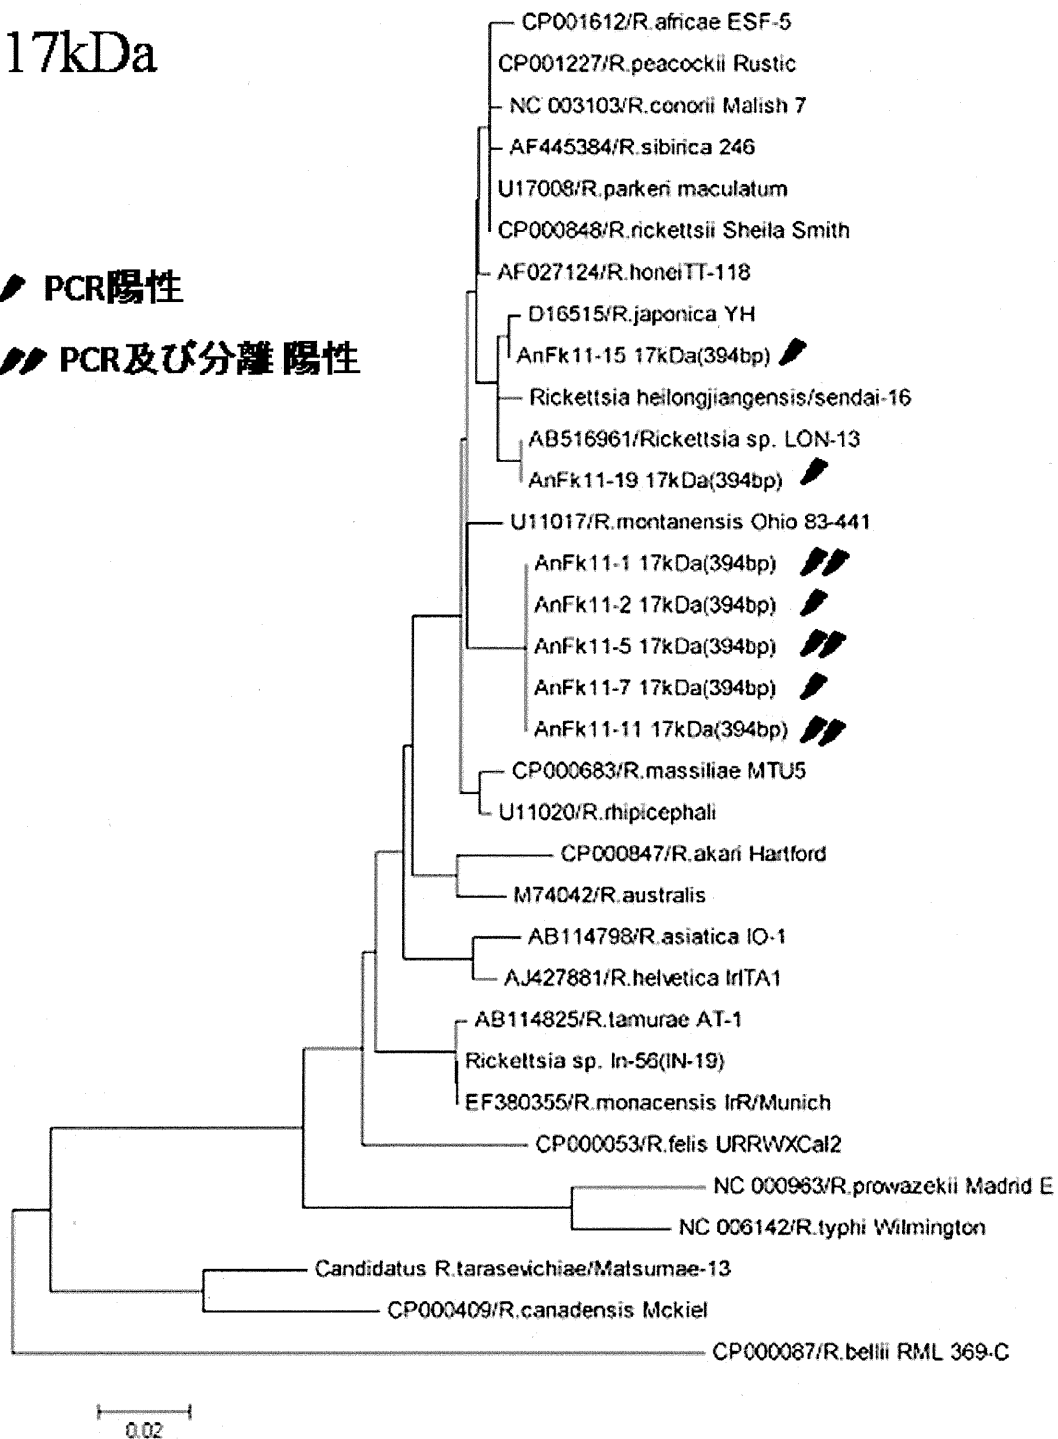 17kDa
PCR陽性
PCR及び分離 陽性
CP001612/R.africae ESF-5
CP001227/R.peacockii Rustic
NC 003103/R.conorii Malish 7
AF445384/R.sibirica 246
U17008/R.parkeri maculatum
CP000848/R.rickettsii Sheila Smith
AF027124/R.honeiTT-118
D16515/R.japonica YH
AnFk11-15 17kDa(394bp)
Rickettsia heilongjiangensis/sendai-16
AB516961/Rickettsia sp. LON-13
AnFk11-19 17kDa(394bp)
U11017/R.montanensis Ohio 83-441
AnFk11-1 17kDa(394bp)
AnFk11-2 17kDa(394bp)
AnFk11-5 17kDa(394bp)
AnFk11-7 17kDa(394bp)
AnFk11-11 17kDa(394bp)
CP000683/R.massiliae MTU5
U11020/R.rhipicephali
CP000847/R.akari Hartford
M74042/R.australis
AB114798/R.asiatica IO-1
AJ427881/R.helvetica IrITA1
AB114825/R.tamurae AT-1
Rickettsia sp. In-56(IN-19)
EF380355/R.monacensis IrR/Munich
CP000053/R.felis URRWXCal2
NC 000963/R.prowazekii Madrid E
NC 006142/R.typhi Wilmington
Candidatus R.tarasevichiae/Matsumae-13
CP000409/R.canadensis Mckiel
CP000087/R.bellii RML 369-C
0.02